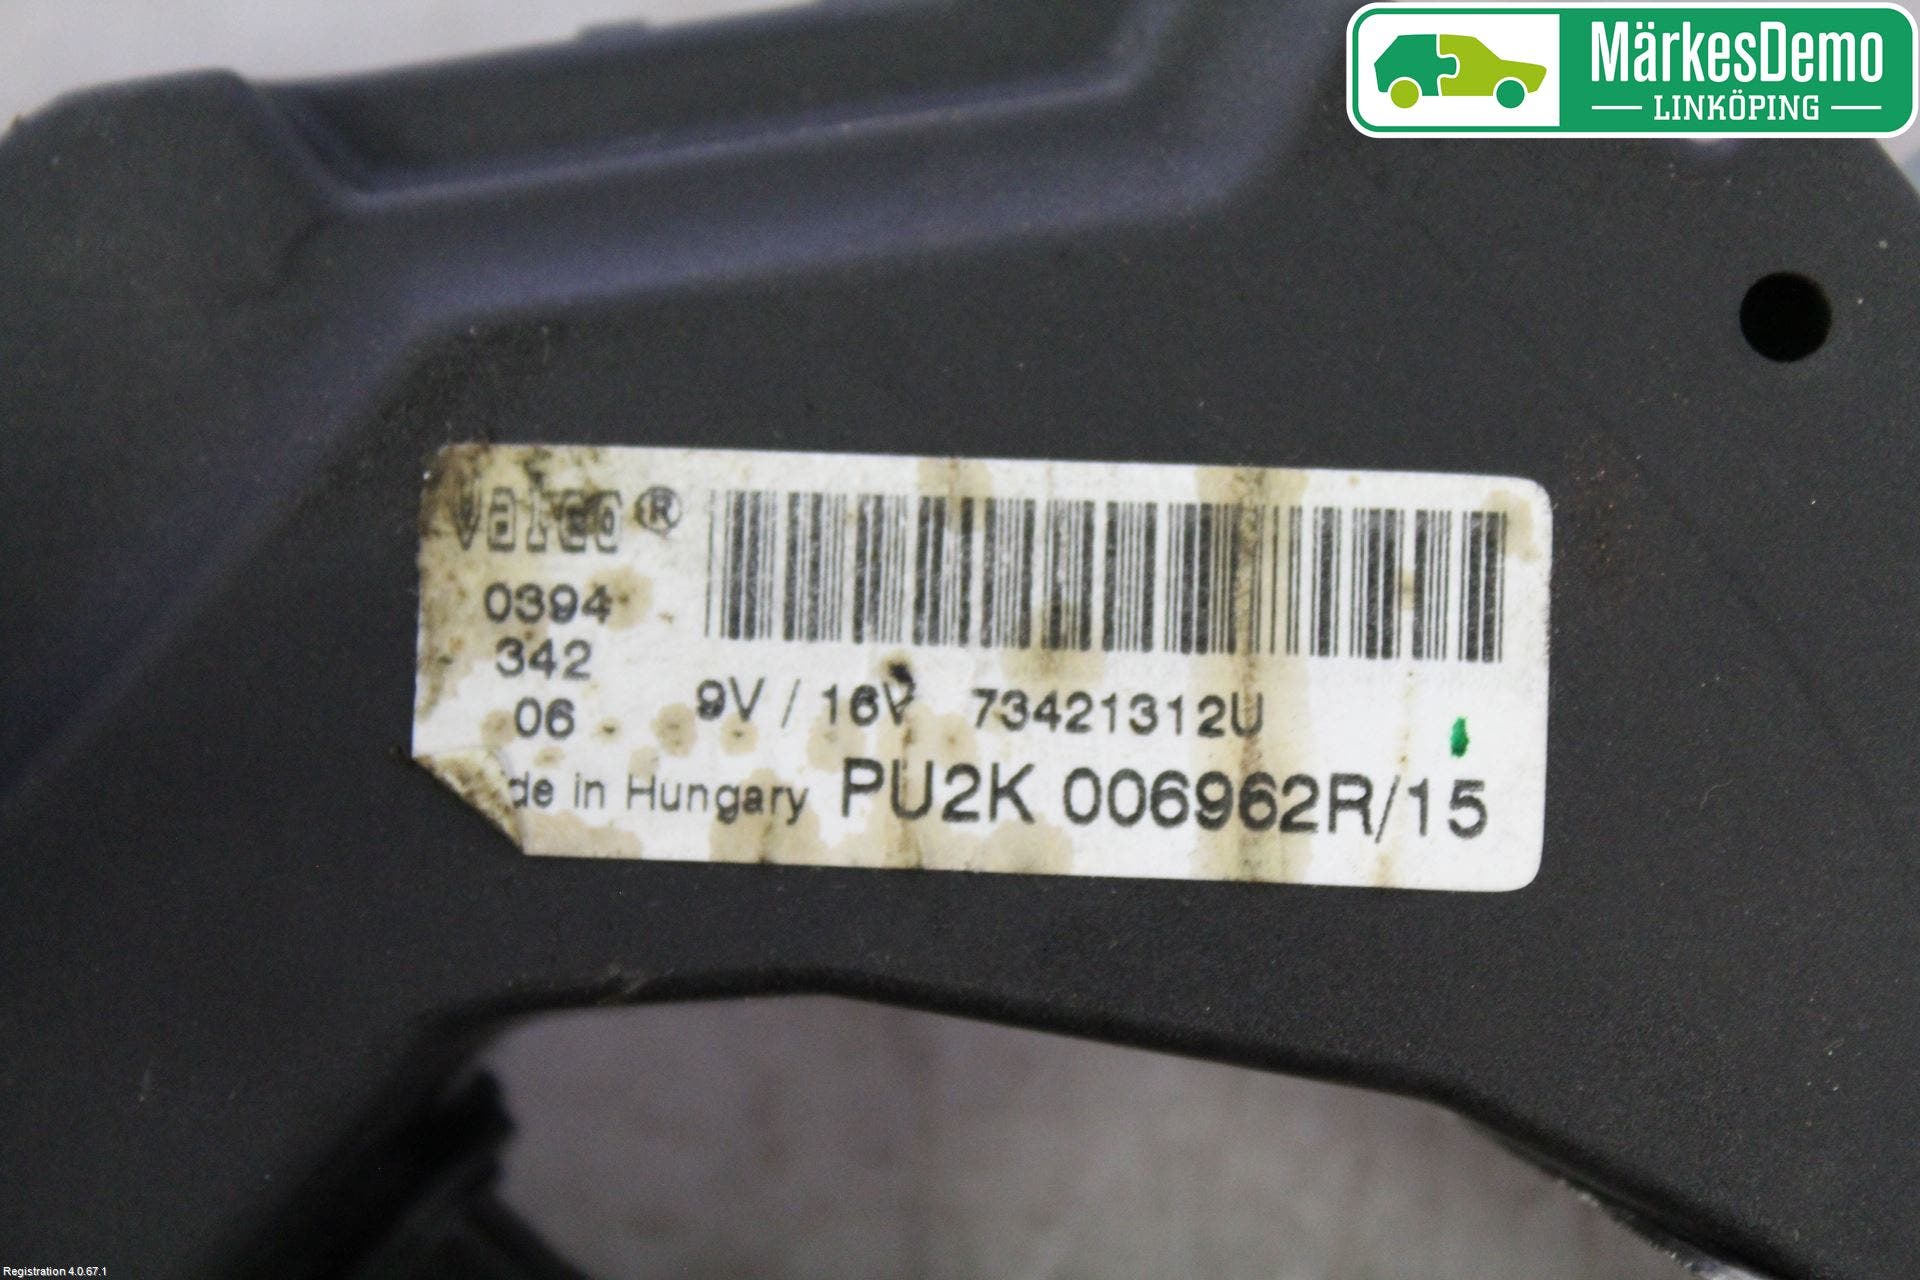 MärkesDemo
LINKÖPING
Valeo®
0394
342
06
9V / 16V 73421312U
de in Hungary PU2K 006962R/15
Registration 4.0.67.1